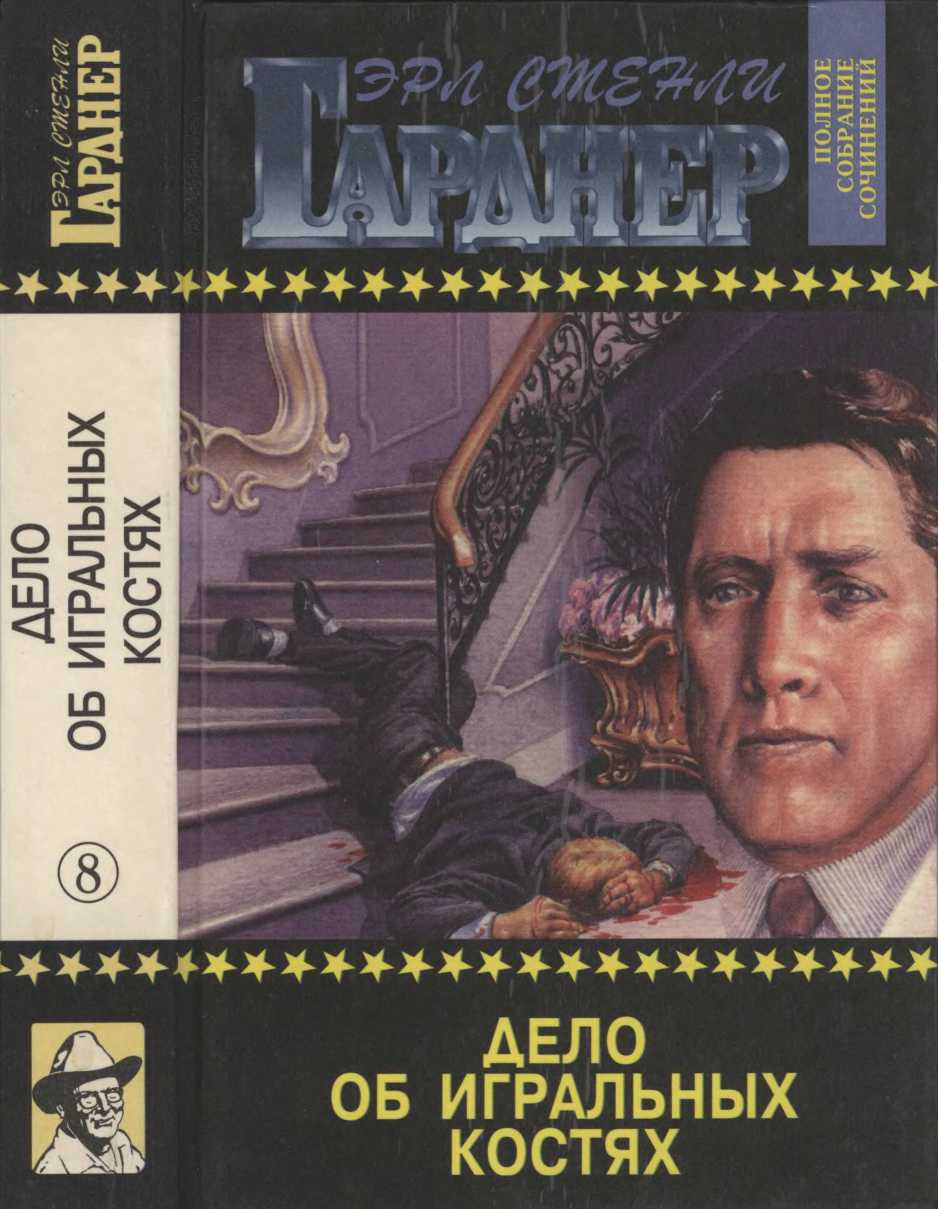 ЭРЛ СТЕНЛИ
ГАРДНЕР
ДЕЛО
ОБ ИГРАЛЬНЫХ
КОСТЯХ
8
ЭРЛ СТЕНЛИ
ГАРДНЕР
ПОЛНОЕ
СОБРАНИЕ
СОЧИНЕНИЙ
ДЕЛО
ОБ ИГРАЛЬНЫХ
КОСТЯХ